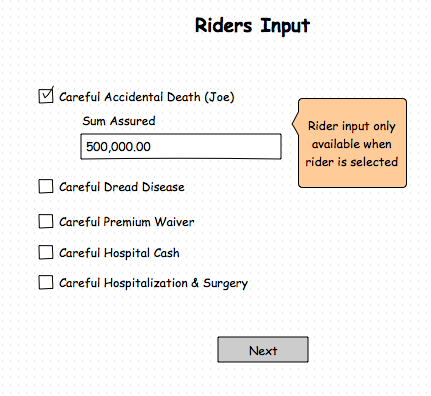 Riders Input
Careful Accidental Death (Joe)
Sum Assured
500,000.00
Rider input only
available when
rider is selected
Careful Dread Disease
Careful Premium Waiver
Careful Hospital Cash
Careful Hospitalization & Surgery
Next